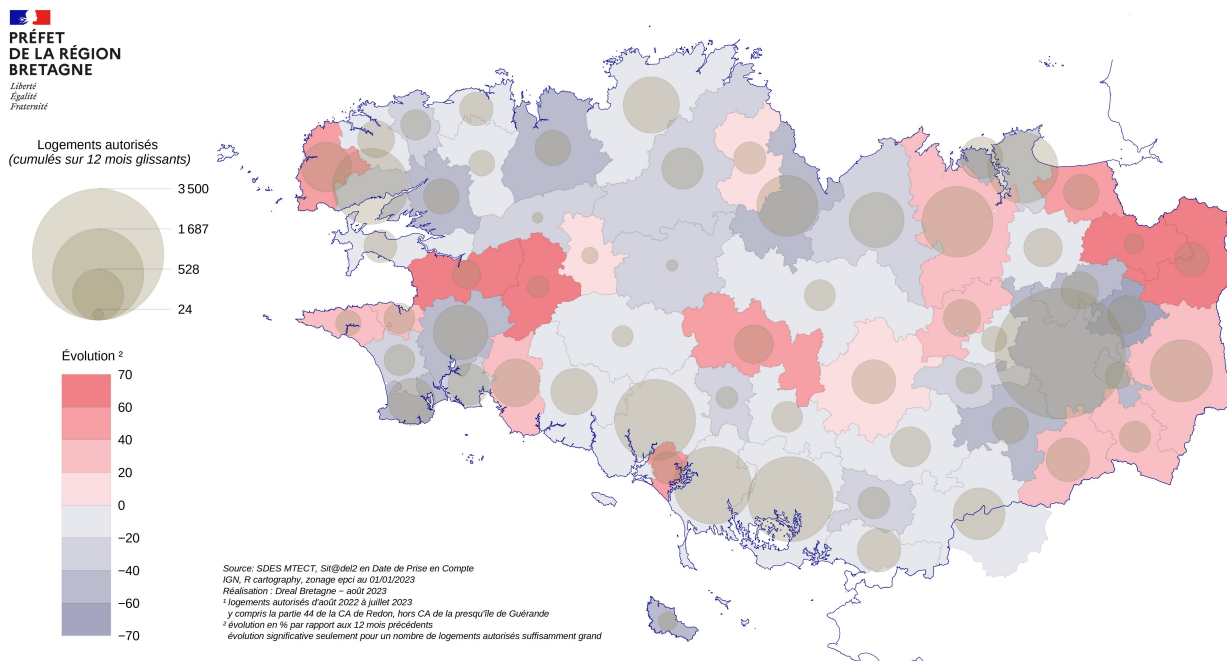 PRÉFET
DE LA RÉGION
BRETAGNE
Liberté
Égalité
Fraternité
Logements autorisés
(cumulés sur 12 mois glissants)
3 500
1 687
528
24
Évolution ²
70
60
40
20
0
−20
−40
−60
−70
Source: SDES MTECT, Sit@del2 en Date de Prise en Compte
IGN, R cartography, zonage epci au 01/01/2023
Réalisation : Dreal Bretagne − août 2023
¹ logements autorisés d'août 2022 à juillet 2023
y compris la partie 44 de la CA de Redon, hors CA de la presqu'île de Guérande
² évolution en % par rapport aux 12 mois précédents
évolution significative seulement pour un nombre de logements autorisés suffisamment grand